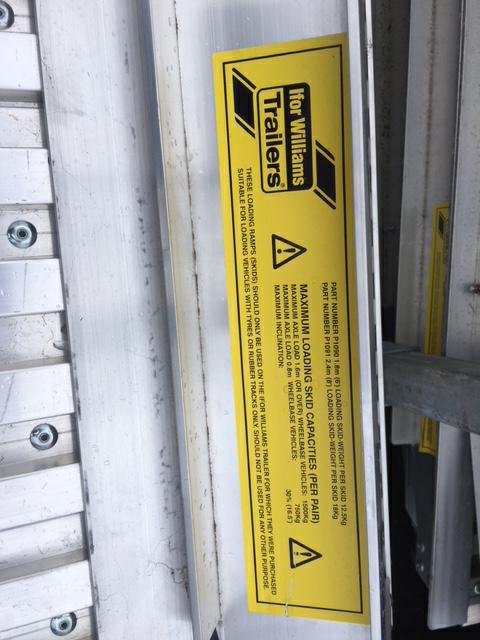 Ifor Williams
Trailers®
PART NUMBER P1090 1.8m (6') LOADING SKID-WEIGHT PER SKID 12.5Kg
PART NUMBER P1091 2.4m (8') LOADING SKID-WEIGHT PER SKID 18Kg
MAXIMUM LOADING SKID CAPACITIES (PER PAIR)
MAXIMUM AXLE LOAD 1.6m (OR OVER) WHEELBASE VEHICLES: 1500Kg
MAXIMUM AXLE LOAD 0.8m WHEELBASE VEHICLES: 750Kg
MAXIMUM INCLINATION: 30% (16.5°)
THESE LOADING RAMPS (SKIDS) SHOULD ONLY BE USED ON THE IFOR WILLIAMS TRAILER FOR WHICH THEY WERE PURCHASED
SUITABLE FOR LOADING VEHICLES WITH TYRES OR RUBBER TRACKS ONLY. SHOULD NOT BE USED FOR ANY OTHER PURPOSE.